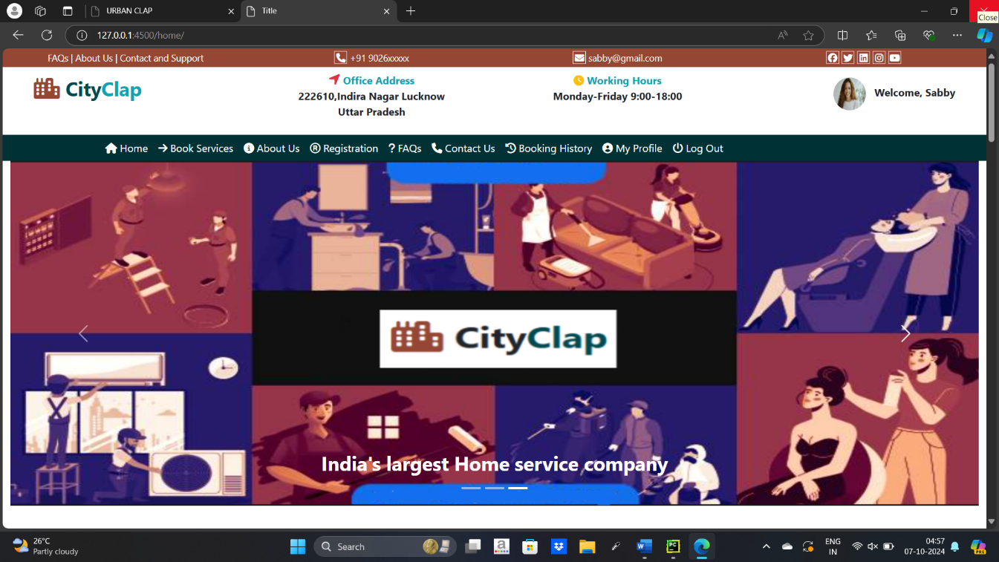 URBAN CLAP
Title
Close
127.0.0.1:4500/home/
FAQs | About Us | Contact and Support
+91 9026xxxxx
sabby@gmail.com
CityClap
Office Address
222610,Indira Nagar Lucknow
Uttar Pradesh
Working Hours
Monday-Friday 9:00-18:00
Welcome, Sabby
Home
Book Services
About Us
Registration
FAQs
Contact Us
Booking History
My Profile
Log Out
CityClap
India's largest Home service company
26°C
Partly cloudy
Search
ENG
IN
04:57
07-10-2024